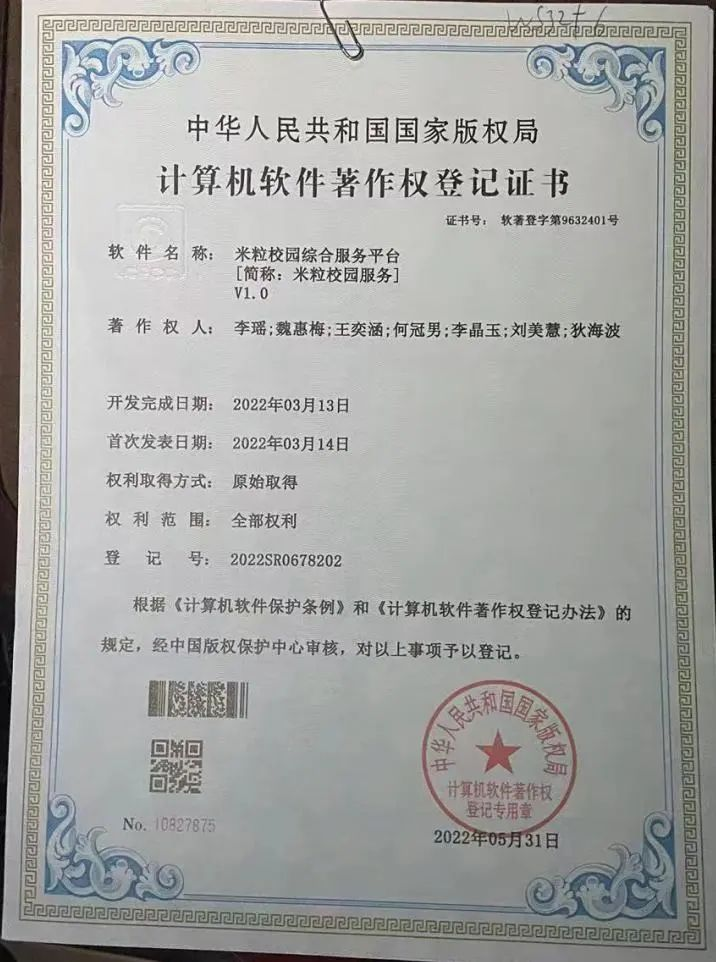 中华人民共和国国家版权局
计算机软件著作权登记证书
证书号： 软著登字第9632401号
软件名称： 米粒校园综合服务平台
[简称：米粒校园服务]
V1.0
著作权人： 李瑶;魏惠梅;王奕涵;何冠男;李晶玉;刘美慧;狄海波
开发完成日期： 2022年03月13日
首次发表日期： 2022年03月14日
权利取得方式： 原始取得
权利范围： 全部权利
登记号： 2022SR0678202
根据《计算机软件保护条例》和《计算机软件著作权登记办法》的
规定，经中国版权保护中心审核，对以上事项予以登记。
中华人民共和国国家版权局
计算机软件著作权
登记专用章
No. 10827875
2022年05月31日